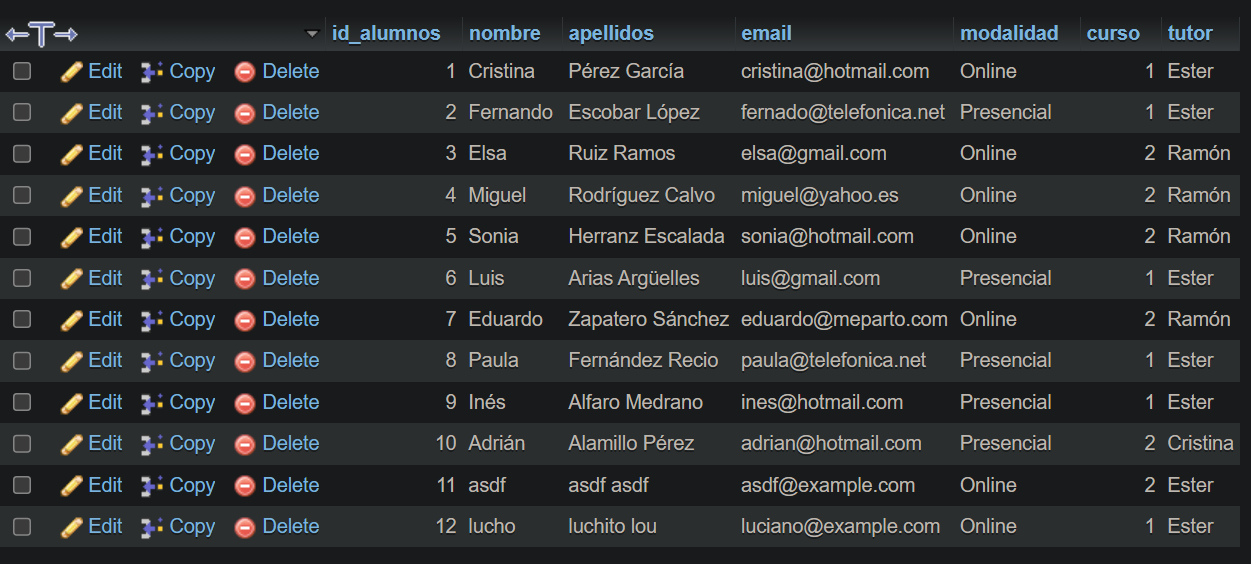 id_alumnos nombre apellidos email modalidad curso tutor
Edit Copy Delete 1 Cristina Pérez García cristina@hotmail.com Online 1 Ester
Edit Copy Delete 2 Fernando Escobar López fernado@telefonica.net Presencial 1 Ester
Edit Copy Delete 3 Elsa Ruiz Ramos elsa@gmail.com Online 2 Ramón
Edit Copy Delete 4 Miguel Rodríguez Calvo miguel@yahoo.es Online 2 Ramón
Edit Copy Delete 5 Sonia Herranz Escalada sonia@hotmail.com Online 2 Ramón
Edit Copy Delete 6 Luis Arias Argüelles luis@gmail.com Presencial 1 Ester
Edit Copy Delete 7 Eduardo Zapatero Sánchez eduardo@meparto.com Online 2 Ramón
Edit Copy Delete 8 Paula Fernández Recio paula@telefonica.net Presencial 1 Ester
Edit Copy Delete 9 Inés Alfaro Medrano ines@hotmail.com Presencial 1 Ester
Edit Copy Delete 10 Adrián Alamillo Pérez adrian@hotmail.com Presencial 2 Cristina
Edit Copy Delete 11 asdf asdf asdf asdf@example.com Online 2 Ester
Edit Copy Delete 12 lucho luchito lou luciano@example.com Online 1 Ester